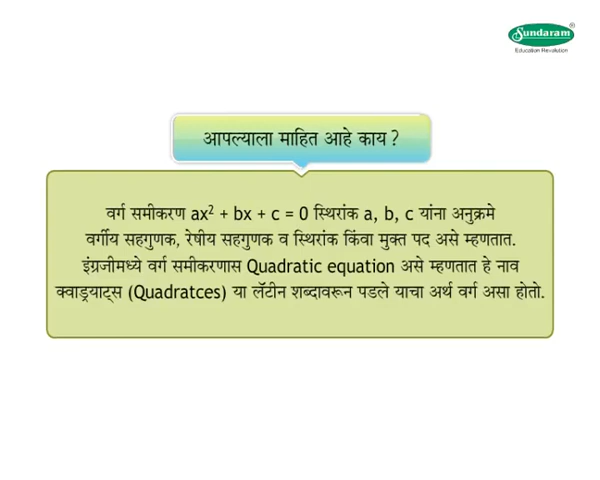 Sundaram®
Education Revolution
आपल्याला माहित आहे काय ?
वर्ग समीकरण ax² + bx + c = 0 स्थिरांक a, b, c यांना अनुक्रमे
वर्गीय सहगुणक, रेषीय सहगुणक व स्थिरांक किंवा मुक्त पद असे म्हणतात.
इंग्रजीमध्ये वर्ग समीकरणास Quadratic equation असे म्हणतात हे नाव
क्वाड्रयाट्स (Quadratces) या लॅटीन शब्दावरून पडले याचा अर्थ वर्ग असा होतो.